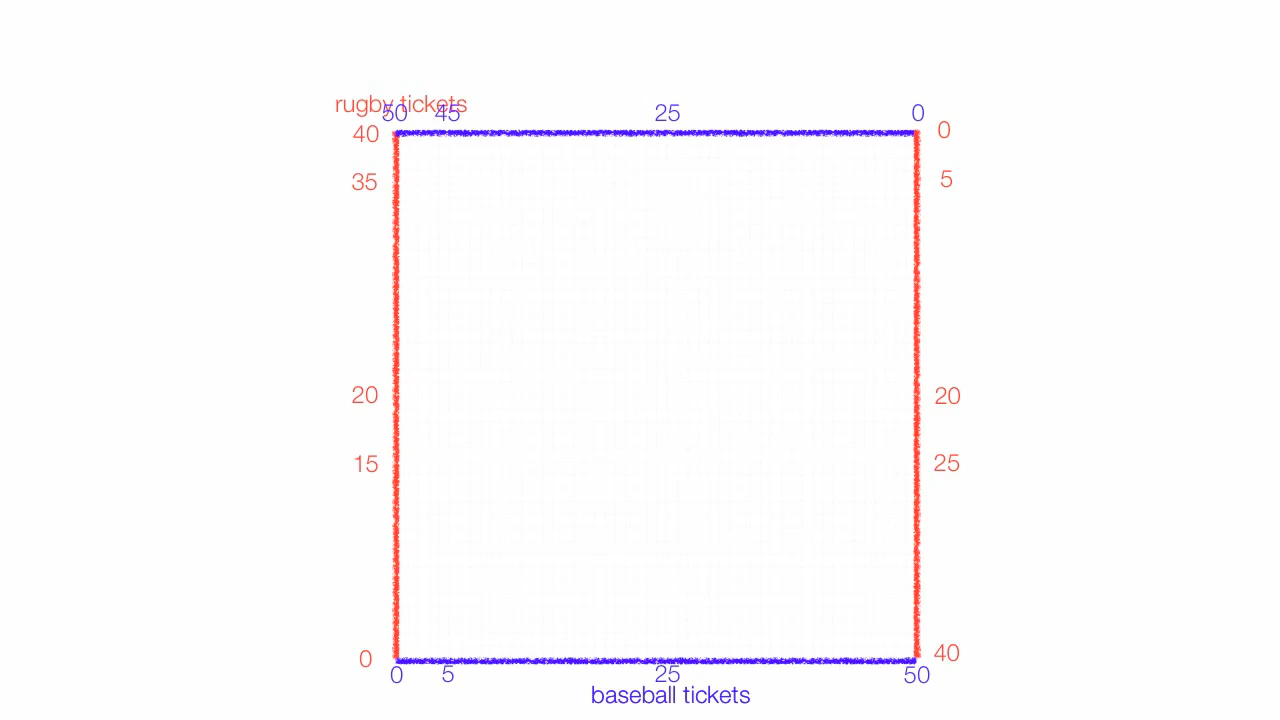 rugby tickets
50 45 25 0
40 0
35 5
20 20
15 25
0 40
0 5 25 50
baseball tickets